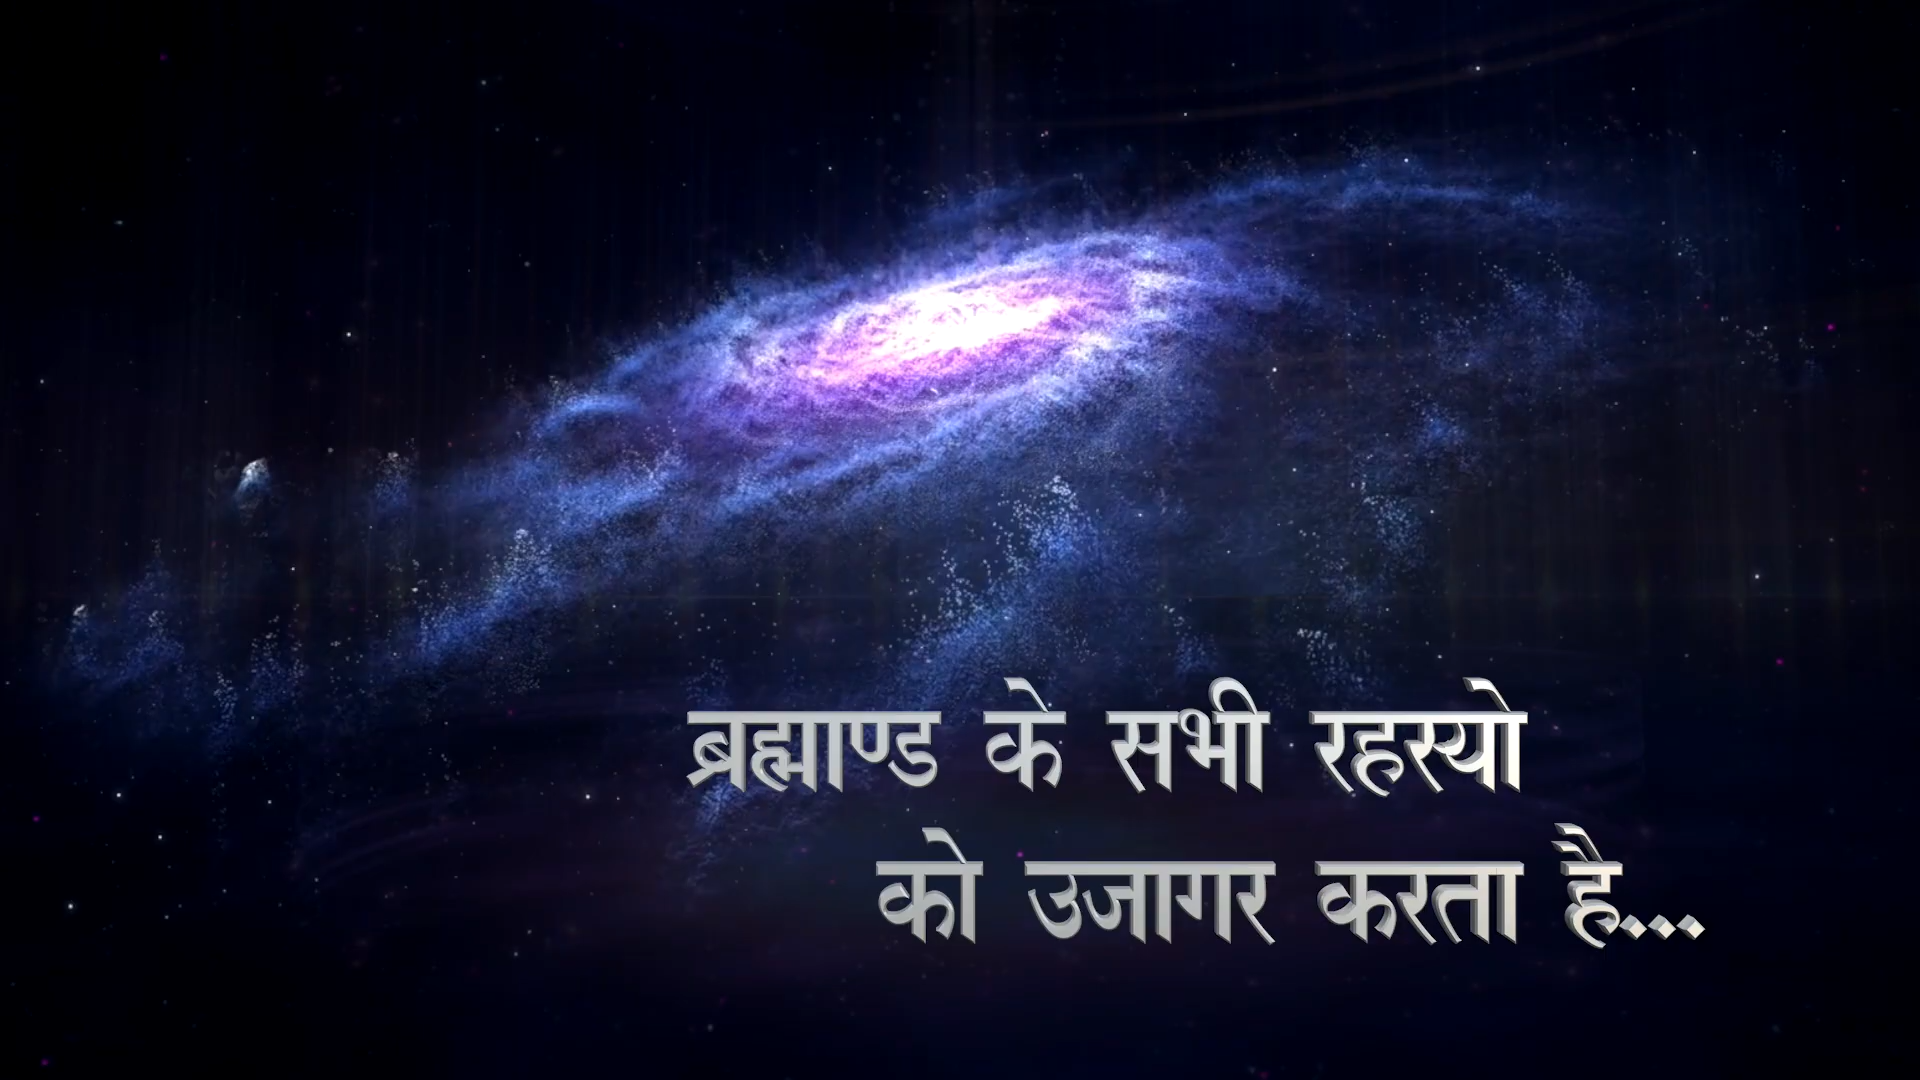 ब्रह्माण्ड के सभी रहस्यो
को उजागर करता है...